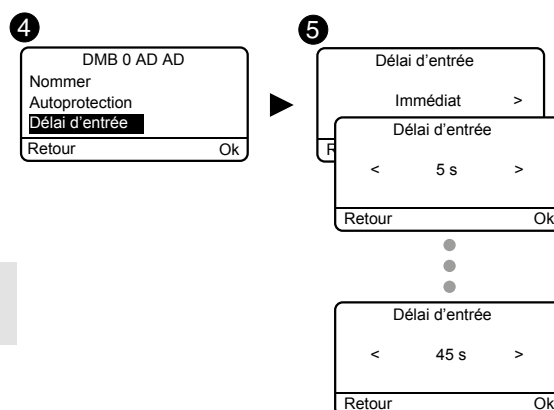 4
DMB 0 AD AD
Nommer
Autoprotection
Délai d'entrée
Retour Ok
5
Délai d'entrée
Immédiat >
R
Délai d'entrée
< 5 s >
Retour Ok
Délai d'entrée
< 45 s >
Retour Ok